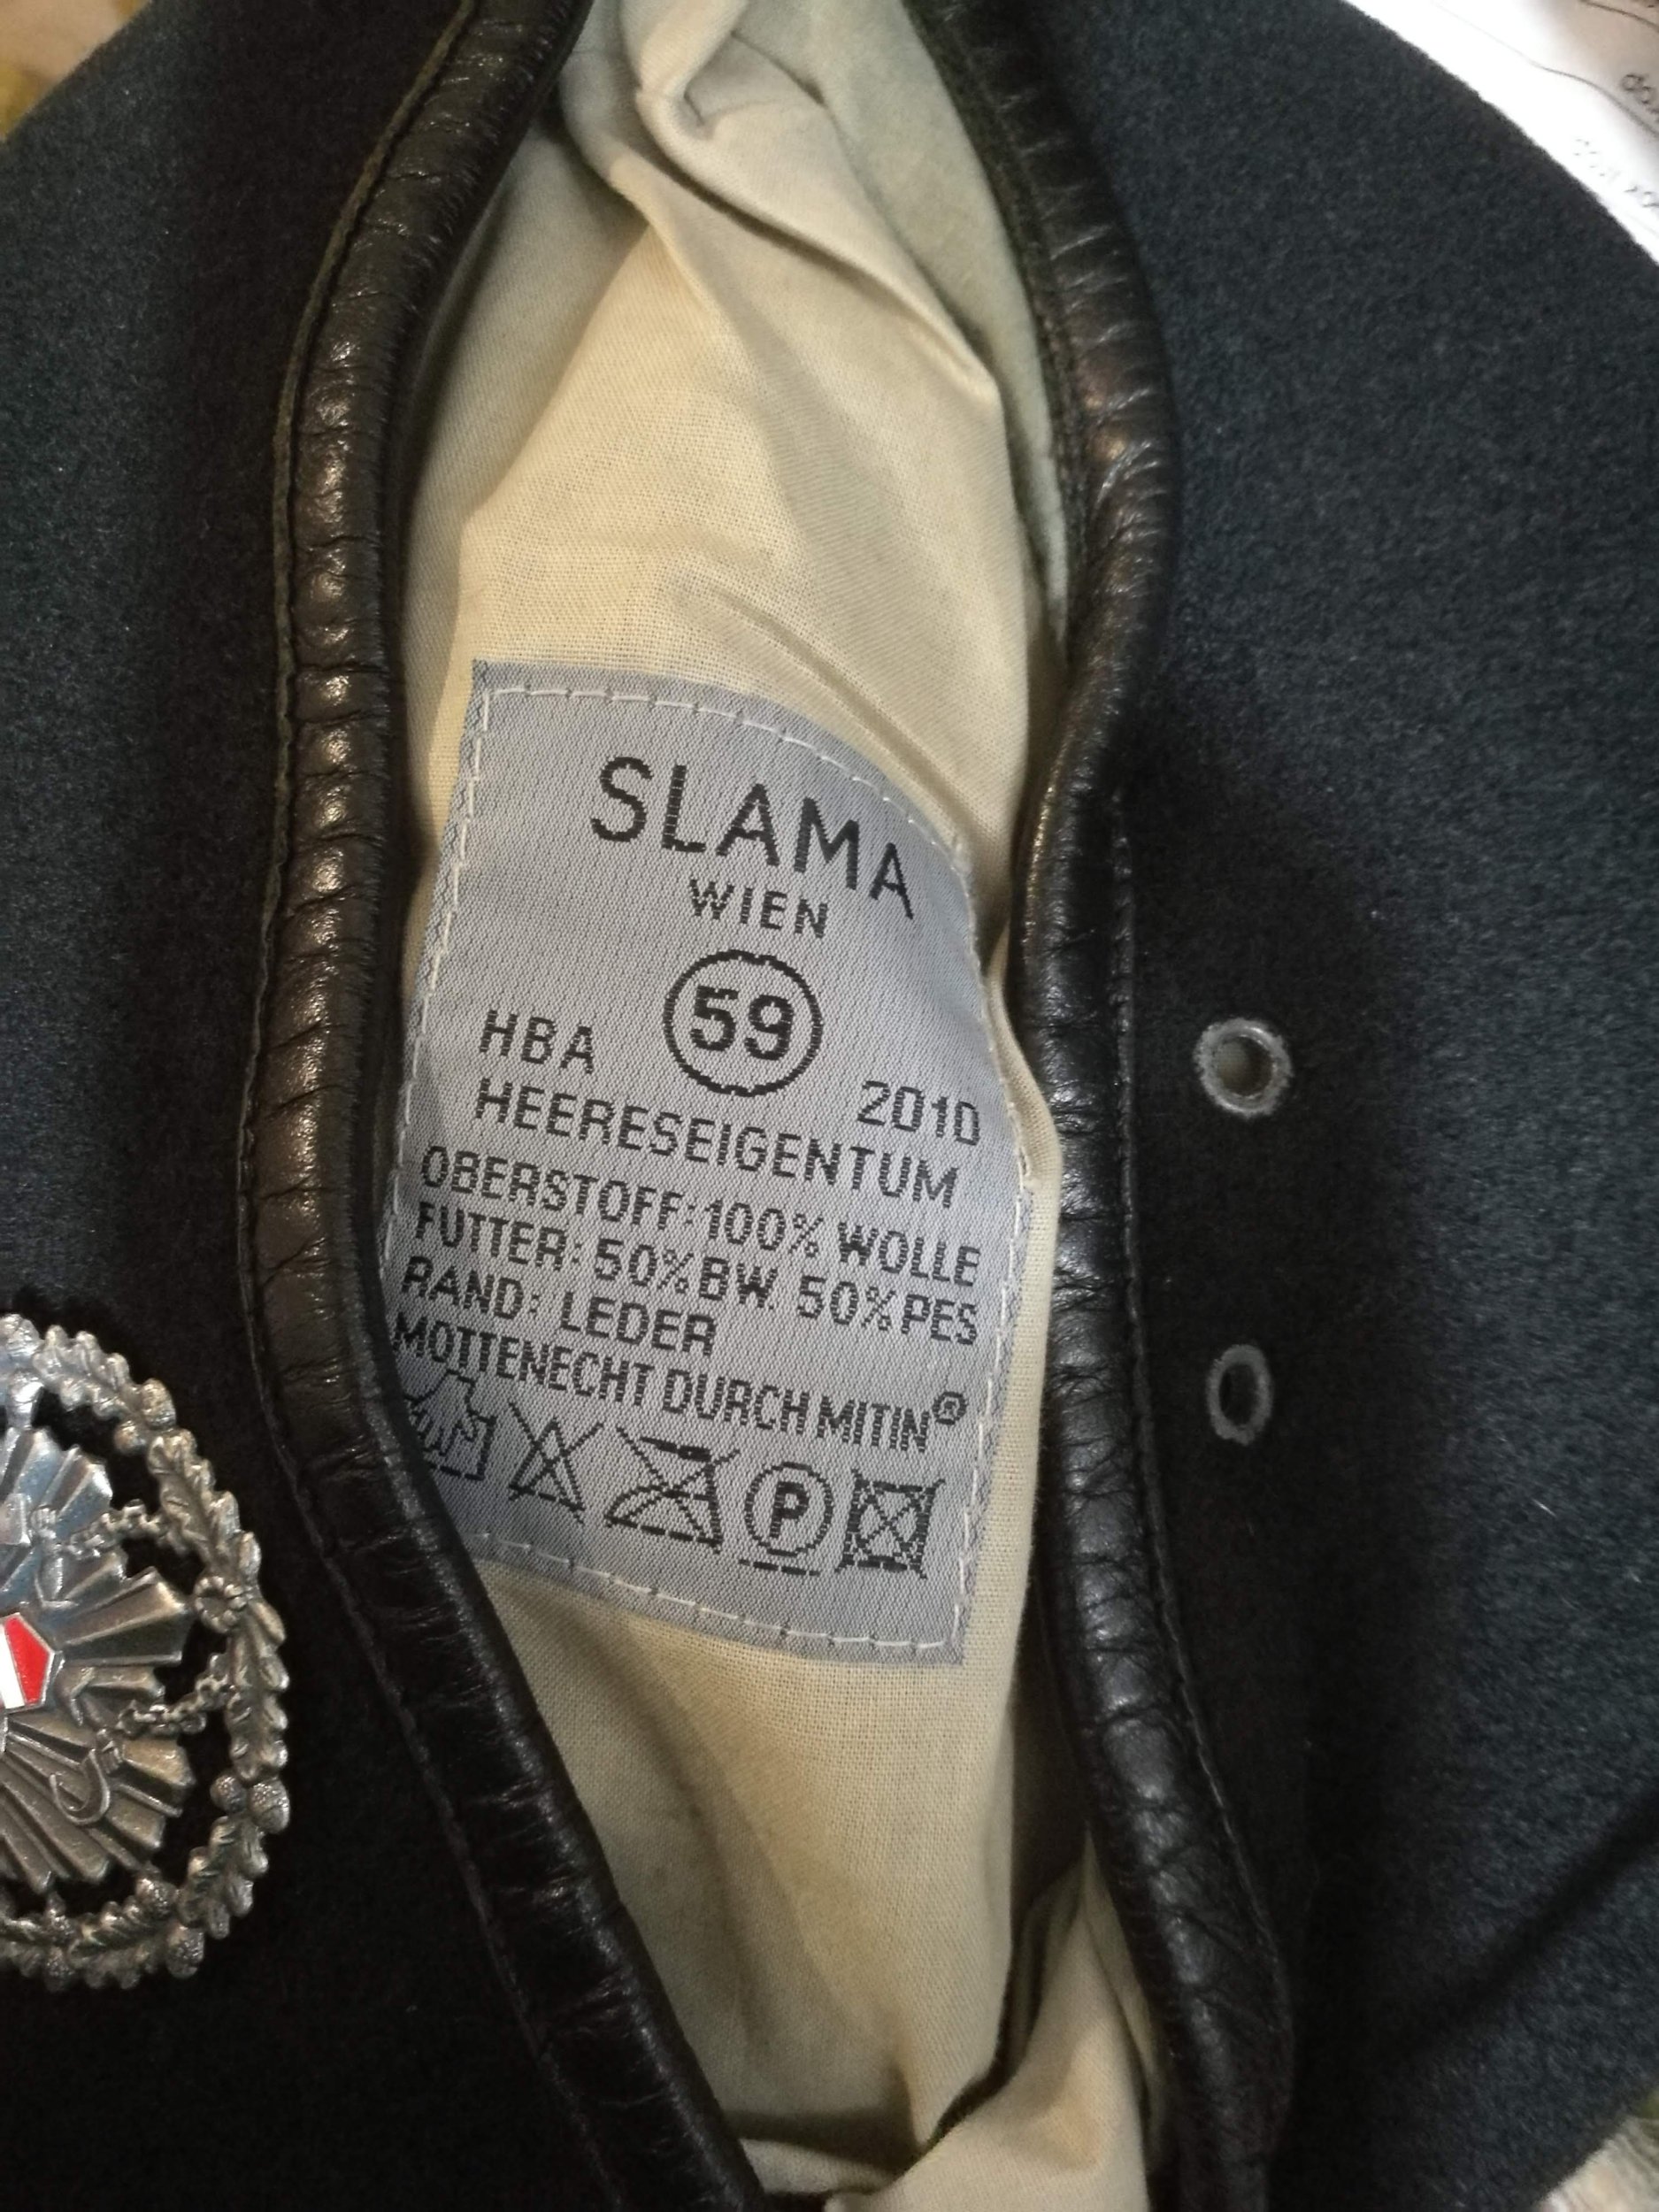 SLAMA
WIEN
59
HBA 2010
HEERESEIGENTUM
OBERSTOFF: 100% WOLLE
FUTTER: 50% BW. 50% PES
RAND: LEDER
MOTTENECHT DURCH MITIN®
P